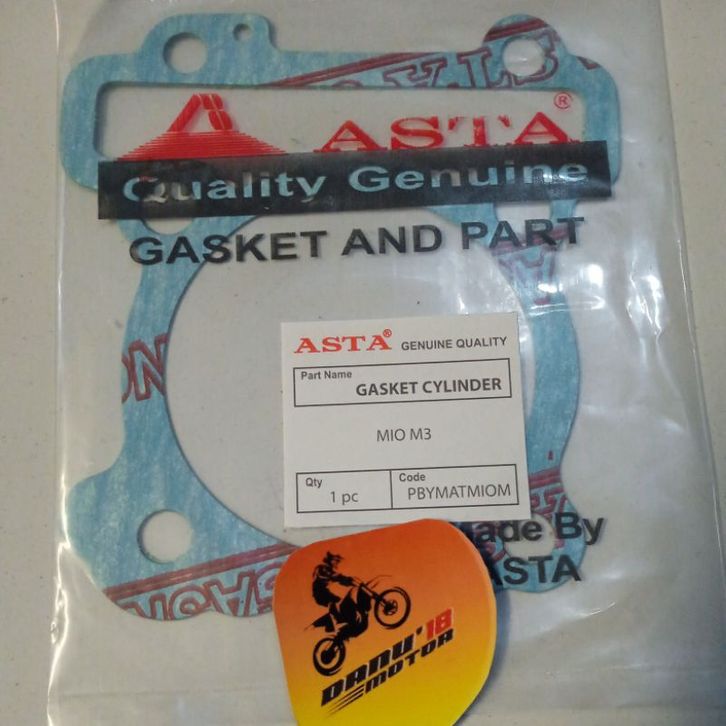 ASTA®
Quality Genuine
GASKET AND PART
ASTA® GENUINE QUALITY
Part Name
GASKET CYLINDER
MIO M3
Qty
1 pc
Code
PBYMATMIOM
Made By
ASTA
DANU'18
MOTOR